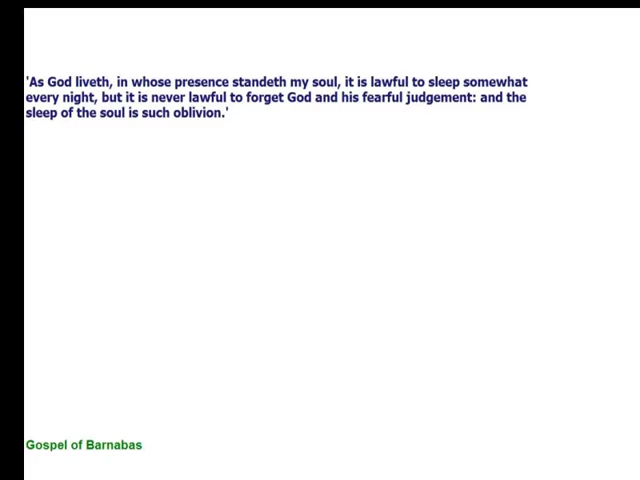 'As God liveth, in whose presence standeth my soul, it is lawful to sleep somewhat
every night, but it is never lawful to forget God and his fearful judgement: and the
sleep of the soul is such oblivion.'
Gospel of Barnabas